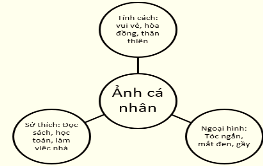 Tính cách:
vui vẻ, hòa
đồng, thân
thiện
Ảnh cá
nhân
Sở thích: Đọc
sách, học
toán, làm
việc nhà
Ngoại hình:
Tóc ngắn,
mắt đen, gầy